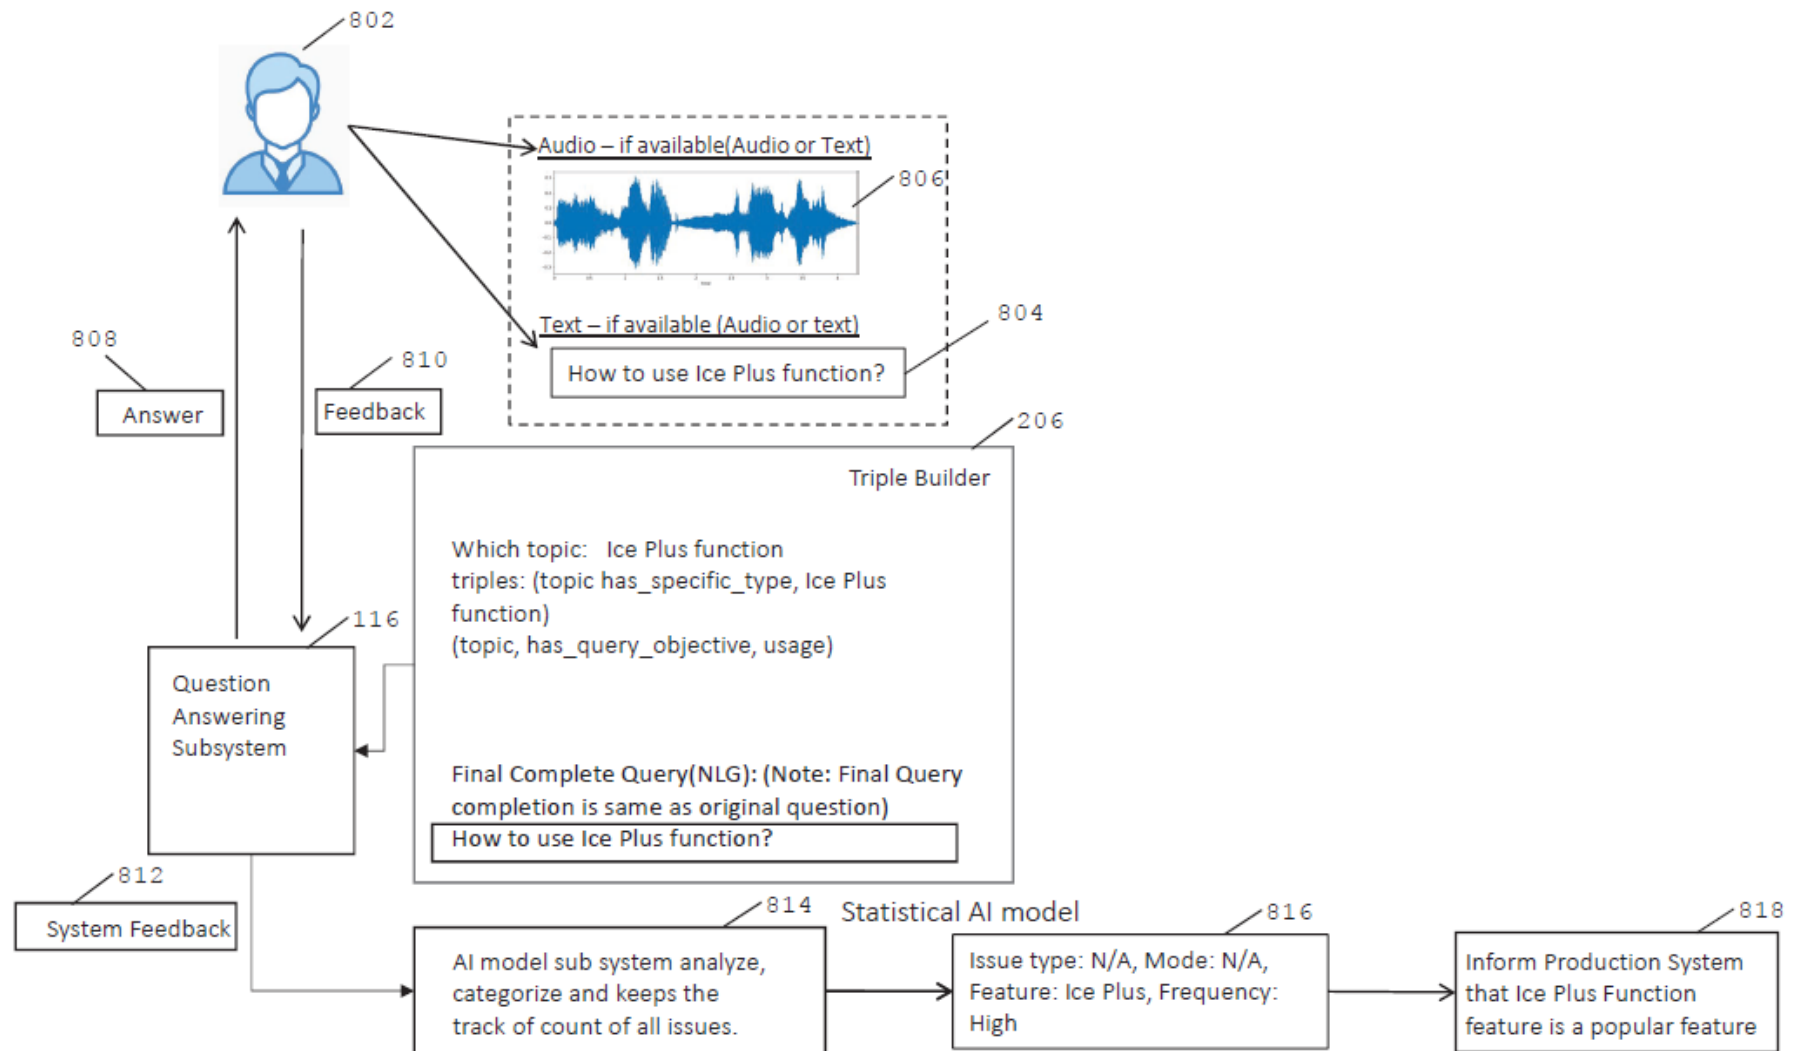 802
Audio – if available(Audio or Text)
806
Text – if available (Audio or text)
804
How to use Ice Plus function?
808
Answer
810
Feedback
206
Triple Builder
Which topic:   Ice Plus function
triples: (topic has_specific_type, Ice Plus
function)
(topic, has_query_objective, usage)
116
Question
Answering
Subsystem
Final Complete Query(NLG): (Note: Final Query
completion is same as original question)
How to use Ice Plus function?
812
System Feedback
814
AI model sub system analyze,
categorize and keeps the
track of count of all issues.
Statistical AI model
816
Issue type: N/A, Mode: N/A,
Feature: Ice Plus, Frequency:
High
818
Inform Production System
that Ice Plus Function
feature is a popular feature